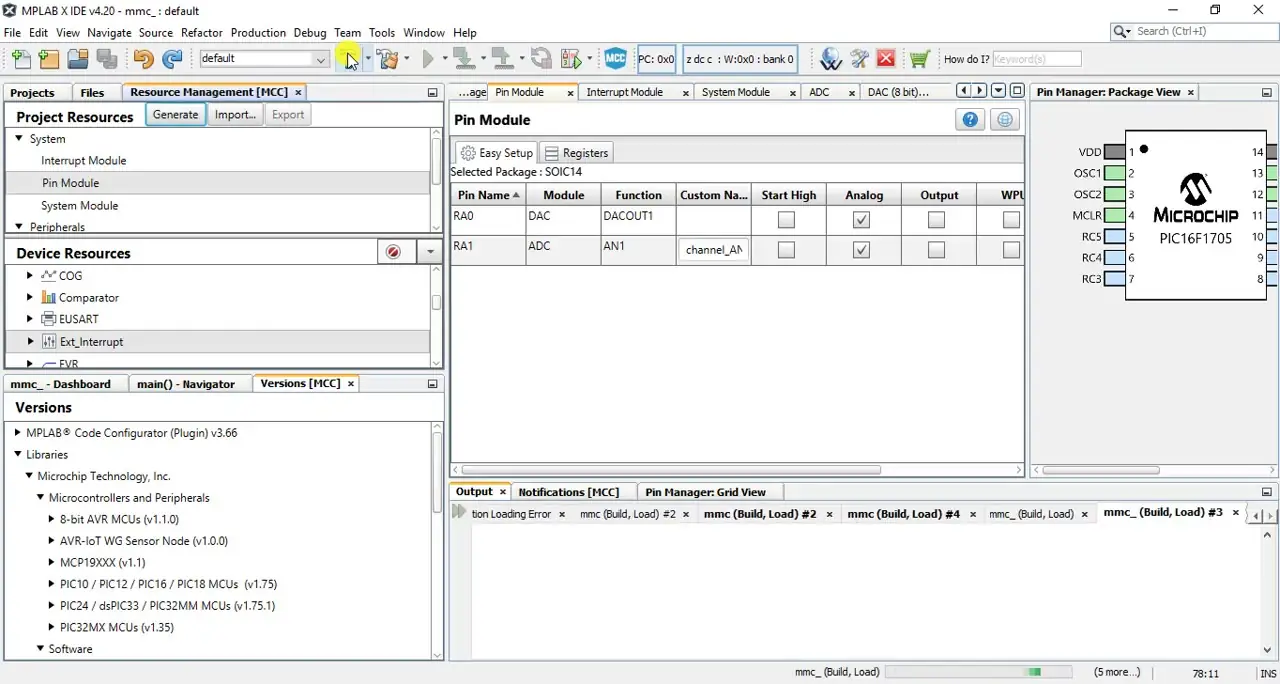 MPLAB X IDE v4.20 - mmc_ : default
File Edit View Navigate Source Refactor Production Debug Team Tools Window Help
Search (Ctrl+I)
default
MCC
PC: 0x0
z dc c : W:0x0 : bank 0
How do I?
Keyword(s)
Projects
Files
Resource Management [MCC]
Project Resources
Generate
Import...
Export
System
Interrupt Module
Pin Module
System Module
Peripherals
Device Resources
COG
Comparator
EUSART
Ext_Interrupt
FVR
mmc_ - Dashboard
main() - Navigator
Versions [MCC]
Versions
MPLAB® Code Configurator (Plugin) v3.66
Libraries
Microchip Technology, Inc.
Microcontrollers and Peripherals
8-bit AVR MCUs (v1.1.0)
AVR-IoT WG Sensor Node (v1.0.0)
MCP19XXX (v1.1)
PIC10 / PIC12 / PIC16 / PIC18 MCUs (v1.75)
PIC24 / dsPIC33 / PIC32MM MCUs (v1.75.1)
PIC32MX MCUs (v1.35)
Software
...age
Pin Module
Interrupt Module
System Module
ADC
DAC (8 bit)...
Pin Module
Easy Setup
Registers
Selected Package : SOIC14
Pin Name Module Function Custom Na... Start High Analog Output WPU
RA0 DAC DACOUT1
RA1 ADC AN1 channel_AN
Pin Manager: Package View
VDD 1 14
OSC1 2 13
OSC2 3 12
MCLR 4 11
RC5 5 10
RC4 6 9
RC3 7 8
MICROCHIP
PIC16F1705
Output
Notifications [MCC]
Pin Manager: Grid View
tion Loading Error
mmc (Build, Load) #2
mmc (Build, Load) #2
mmc (Build, Load) #4
mmc_ (Build, Load)
mmc_ (Build, Load) #3
mmc_ (Build, Load)
(5 more...)
78:11
INS